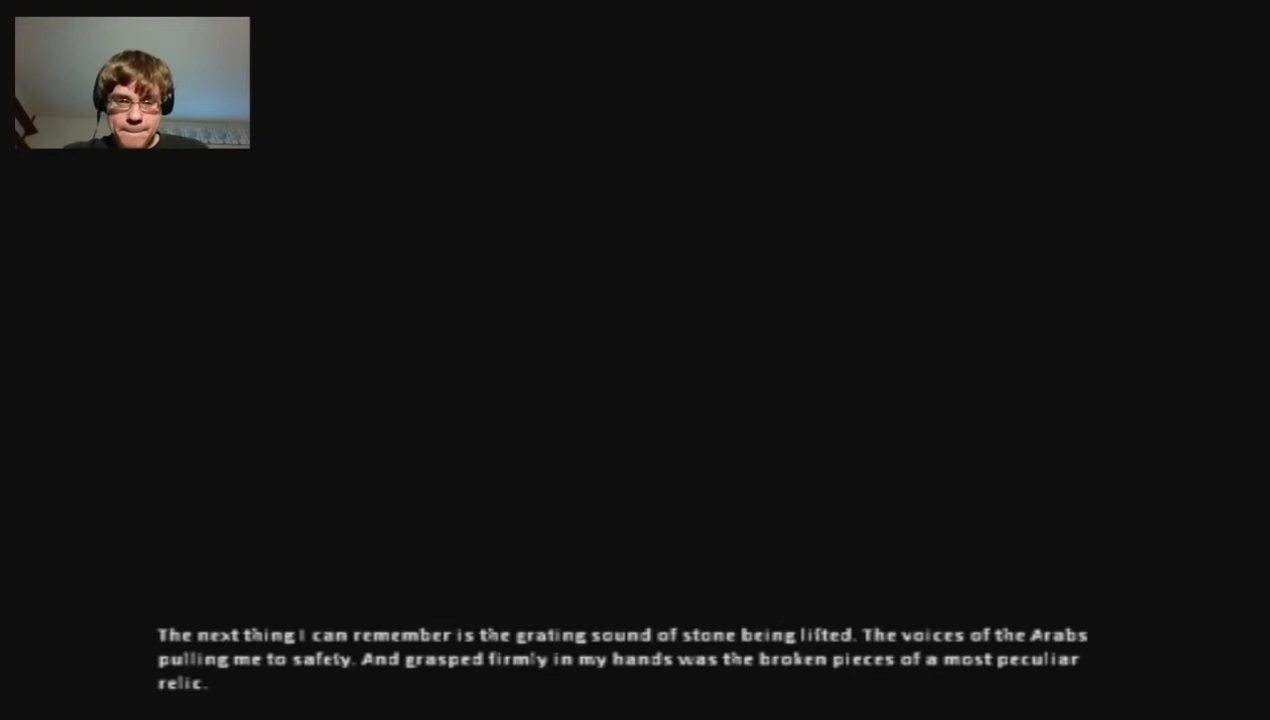 The next thing I can remember is the grating sound of stone being lifted. The voices of the Arabs
pulling me to safety. And grasped firmly in my hands was the broken pieces of a most peculiar
relic.